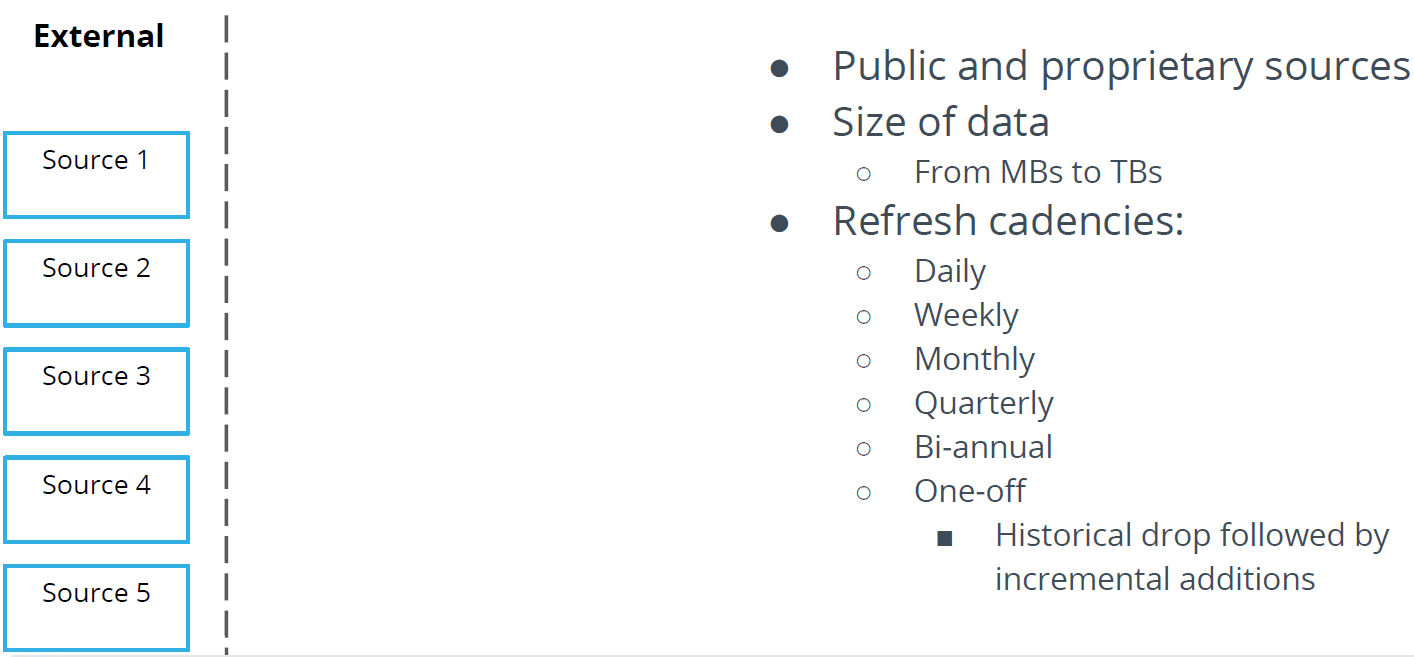 External
Source 1
Source 2
Source 3
Source 4
Source 5
● Public and proprietary sources
● Size of data
○ From MBs to TBs
● Refresh cadencies:
○ Daily
○ Weekly
○ Monthly
○ Quarterly
○ Bi-annual
○ One-off
■ Historical drop followed by
incremental additions